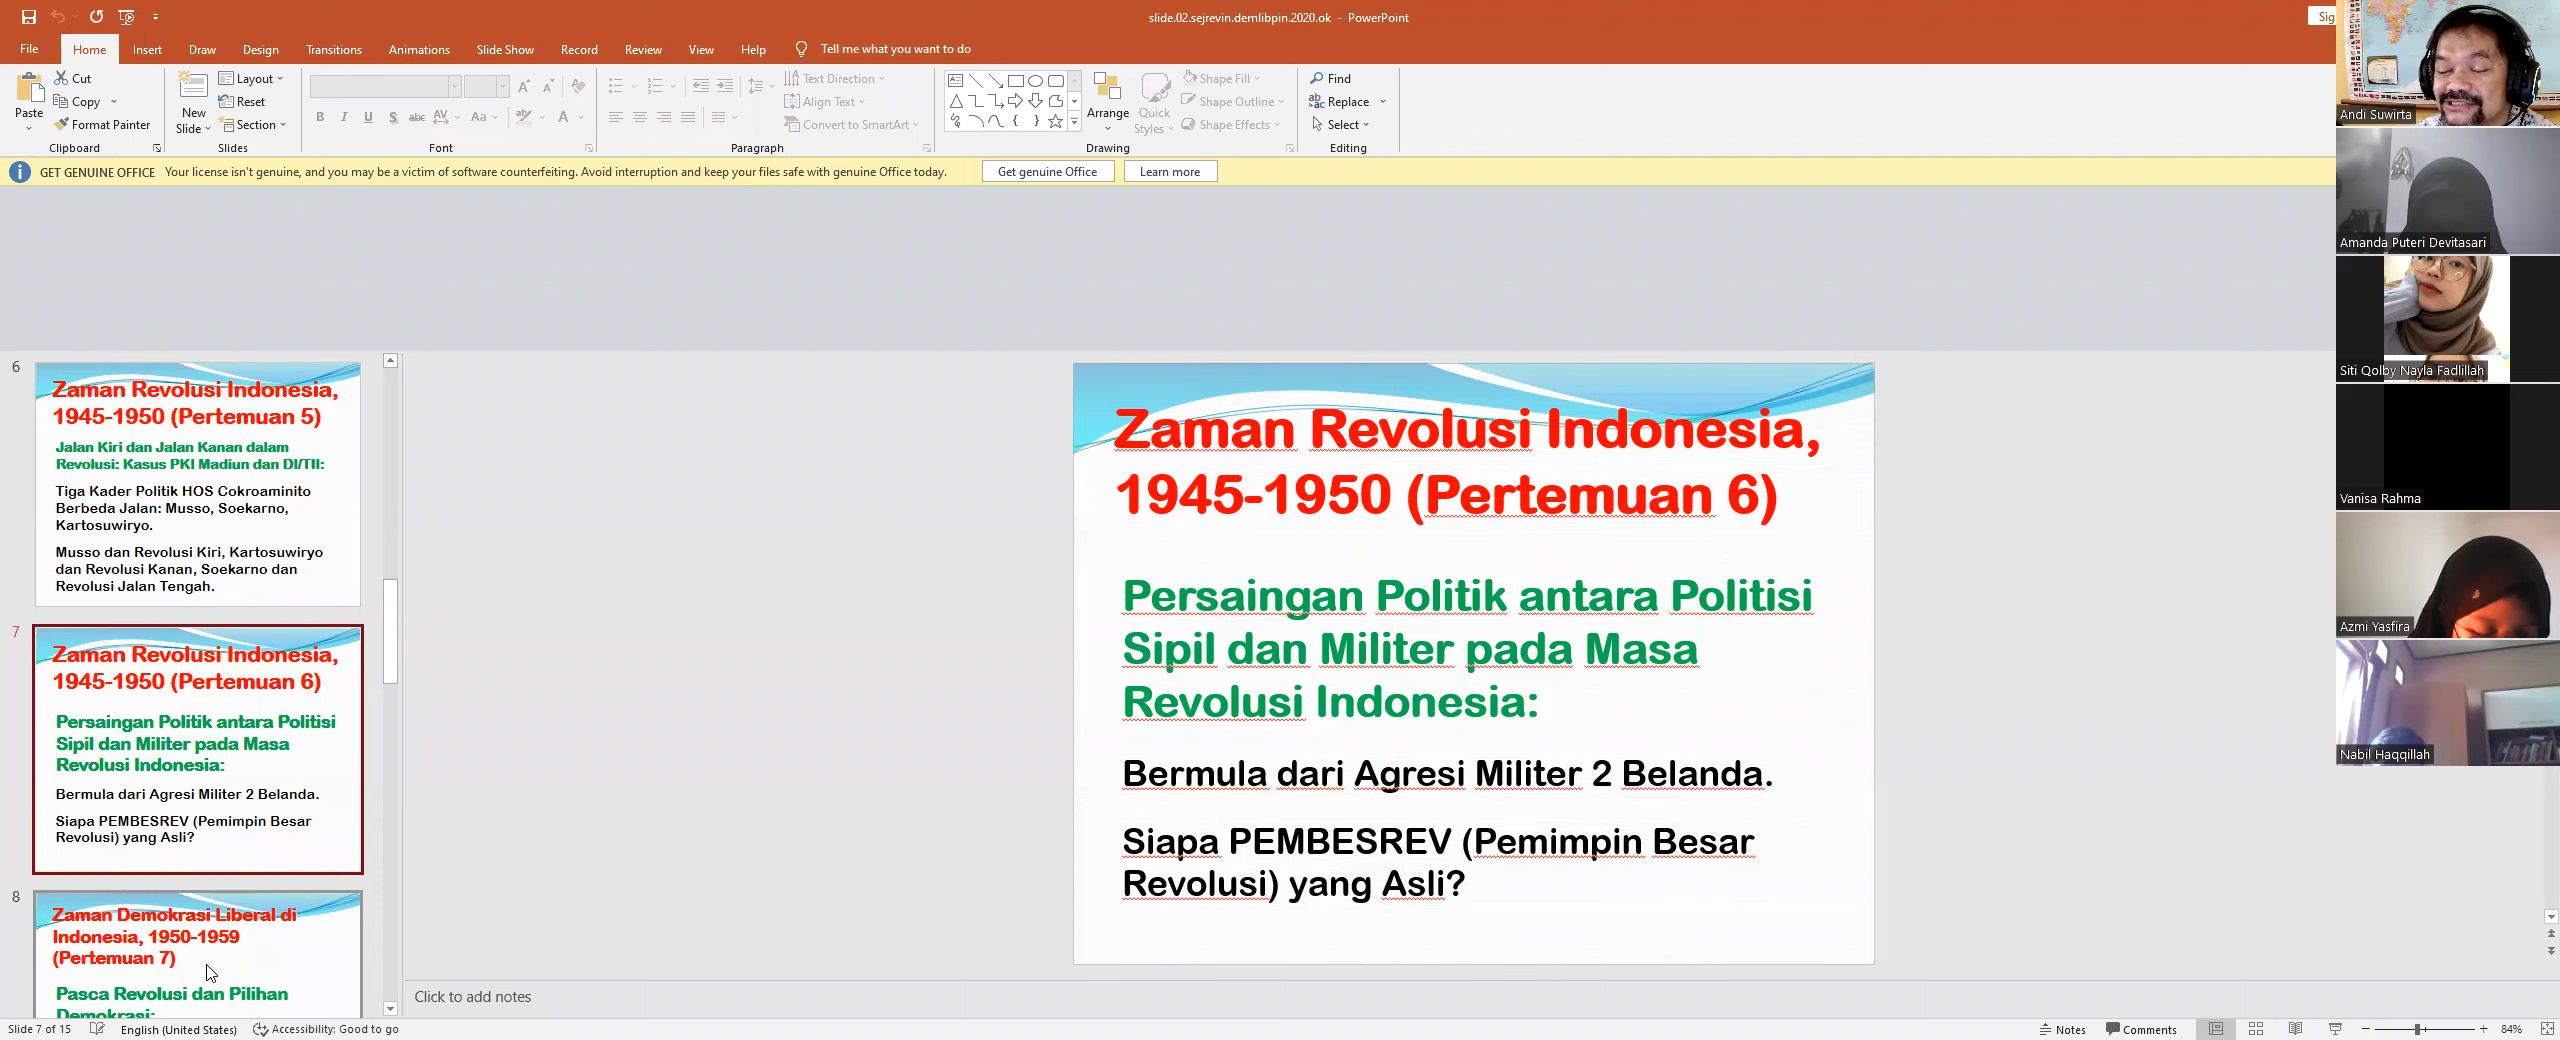 slide.02.sejrevin.demlibpin.2020.ok - PowerPoint
Sig
File Home Insert Draw Design Transitions Animations Slide Show Record Review View Help Tell me what you want to do
Paste
Cut
Copy
Format Painter
Clipboard
New
Slide
Layout
Reset
Section
Slides
B I U S abc AV Aa A
Font
Text Direction
Align Text
Convert to SmartArt
Paragraph
Arrange
Quick
Styles
Shape Fill
Shape Outline
Shape Effects
Drawing
Find
Replace
Select
Editing
GET GENUINE OFFICE Your license isn't genuine, and you may be a victim of software counterfeiting. Avoid interruption and keep your files safe with genuine Office today. Get genuine Office Learn more
6
Zaman Revolusi Indonesia,
1945-1950 (Pertemuan 5)
Jalan Kiri dan Jalan Kanan dalam
Revolusi: Kasus PKI Madiun dan DI/TII:
Tiga Kader Politik HOS Cokroaminito
Berbeda Jalan: Musso, Soekarno,
Kartosuwiryo.
Musso dan Revolusi Kiri, Kartosuwiryo
dan Revolusi Kanan, Soekarno dan
Revolusi Jalan Tengah.
7
Zaman Revolusi Indonesia,
1945-1950 (Pertemuan 6)
Persaingan Politik antara Politisi
Sipil dan Militer pada Masa
Revolusi Indonesia:
Bermula dari Agresi Militer 2 Belanda.
Siapa PEMBESREV (Pemimpin Besar
Revolusi) yang Asli?
8
Zaman Demokrasi Liberal di
Indonesia, 1950-1959
(Pertemuan 7)
Pasca Revolusi dan Pilihan
Demokrasi:
Zaman Revolusi Indonesia,
1945-1950 (Pertemuan 6)
Persaingan Politik antara Politisi
Sipil dan Militer pada Masa
Revolusi Indonesia:
Bermula dari Agresi Militer 2 Belanda.
Siapa PEMBESREV (Pemimpin Besar
Revolusi) yang Asli?
Click to add notes
Andi Suwirta
Amanda Puteri Devitasari
Siti Qolby Nayla Fadlillah
Vanisa Rahma
Azmi Yasfira
Nabil Haqqillah
Slide 7 of 15 English (United States) Accessibility: Good to go Notes Comments 84%